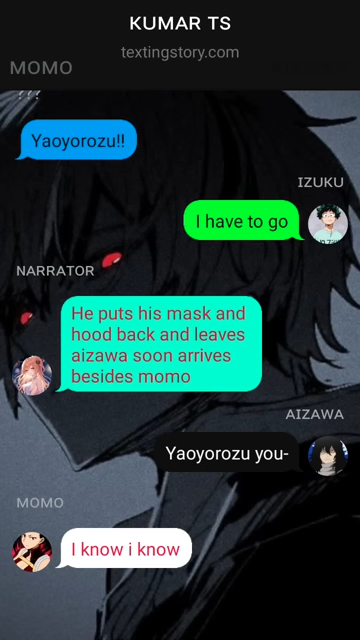 KUMAR TS
textingstory.com
MOMO
???
Yaoyorozu!!
IZUKU
I have to go
NARRATOR
He puts his mask and
hood back and leaves
aizawa soon arrives
besides momo
AIZAWA
Yaoyorozu you-
MOMO
I know i know